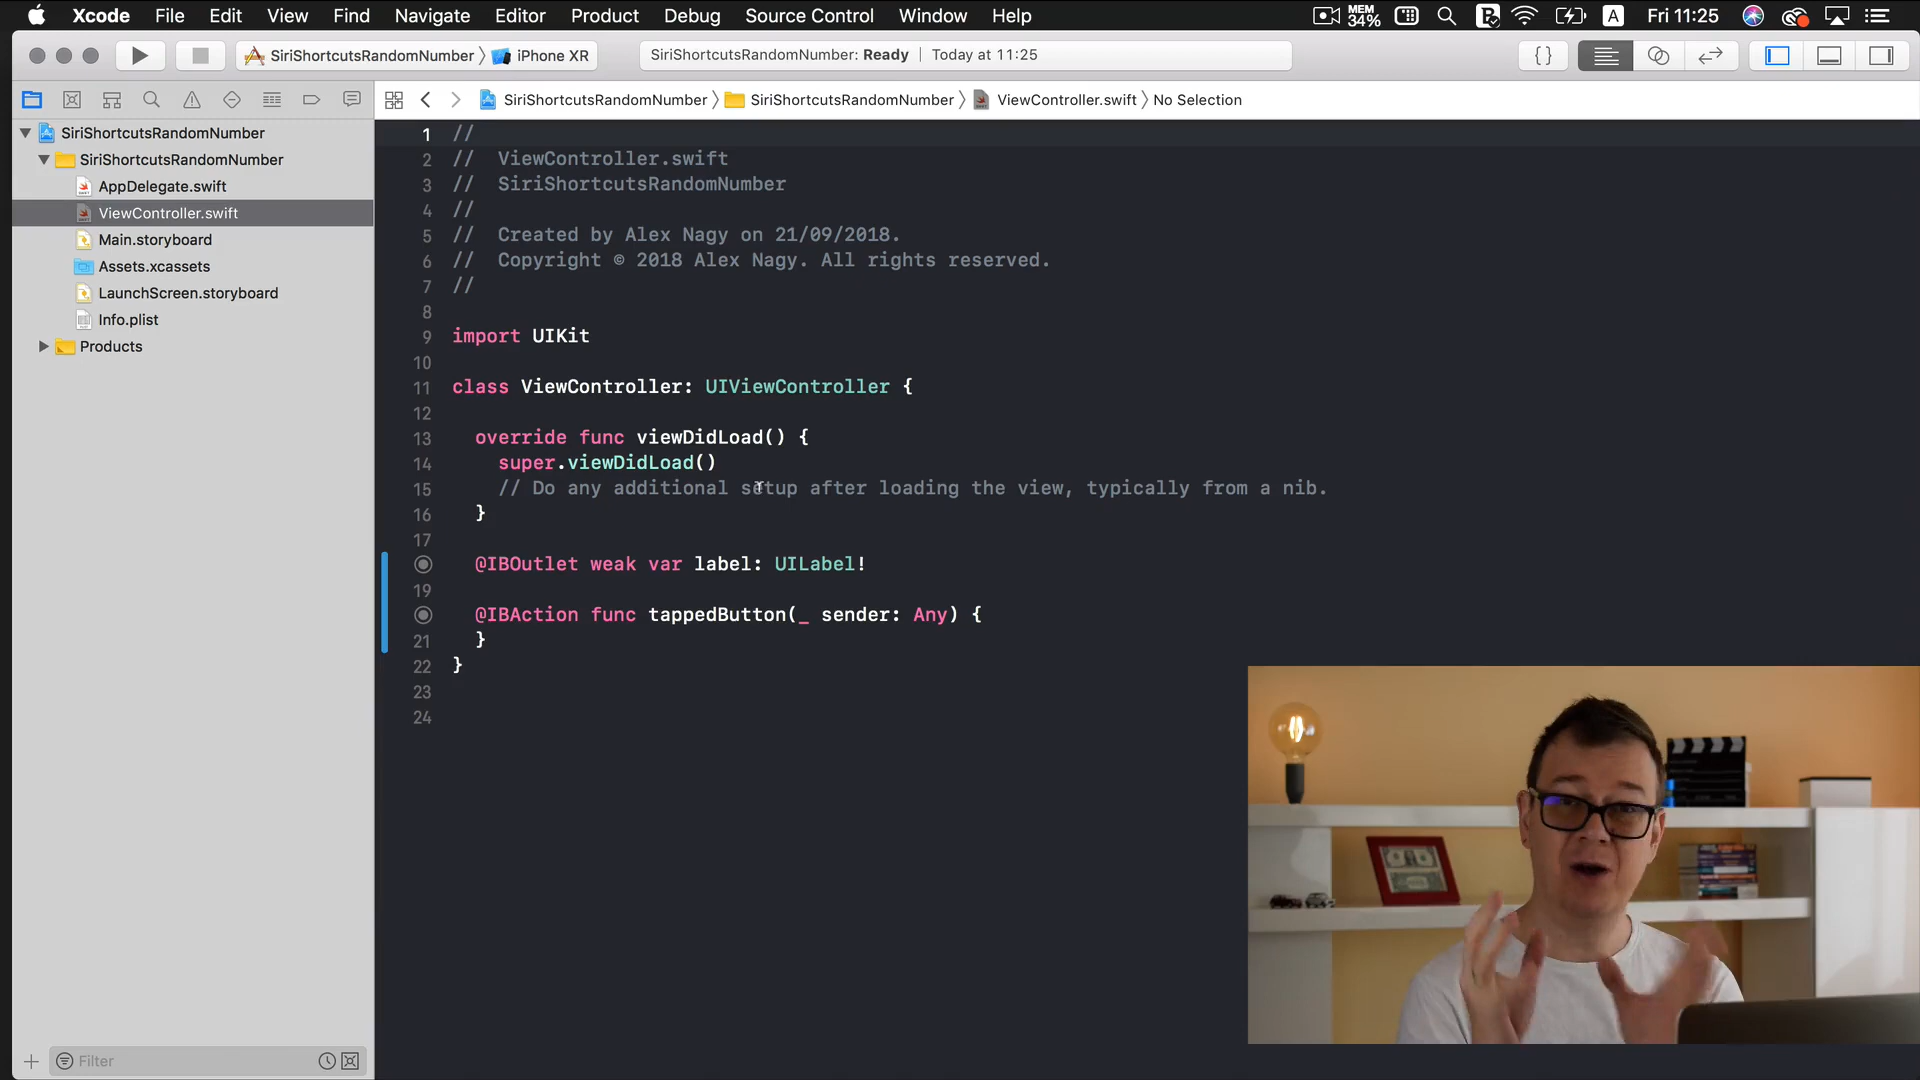 Xcode File Edit View Find Navigate Editor Product Debug Source Control Window Help MEM 34% A Fri 11:25
SiriShortcutsRandomNumber iPhone XR SiriShortcutsRandomNumber: Ready Today at 11:25 {}
SiriShortcutsRandomNumber SiriShortcutsRandomNumber ViewController.swift No Selection
SiriShortcutsRandomNumber
SiriShortcutsRandomNumber
AppDelegate.swift
ViewController.swift
Main.storyboard
Assets.xcassets
LaunchScreen.storyboard
Info.plist
Products
Filter
1 //
2 // ViewController.swift
3 // SiriShortcutsRandomNumber
4 //
5 // Created by Alex Nagy on 21/09/2018.
6 // Copyright © 2018 Alex Nagy. All rights reserved.
7 //
8
9 import UIKit
10
11 class ViewController: UIViewController {
12
13 override func viewDidLoad() {
14 super.viewDidLoad()
15 // Do any additional setup after loading the view, typically from a nib.
16 }
17
@IBOutlet weak var label: UILabel!
19
@IBAction func tappedButton(_ sender: Any) {
21 }
22 }
23
24